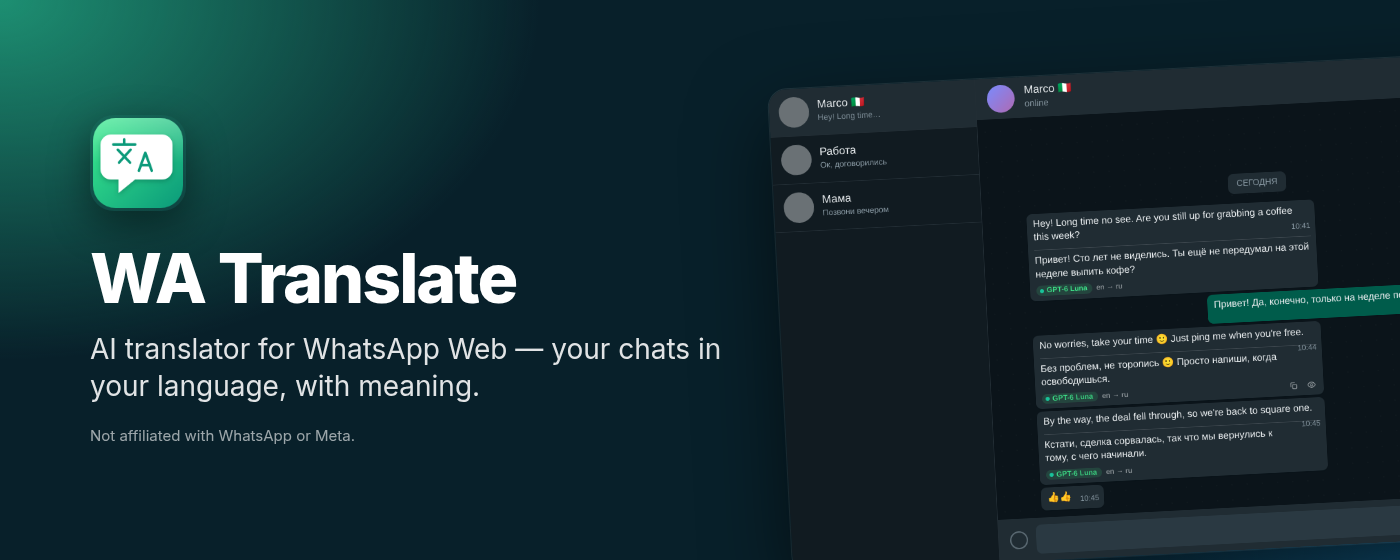 文A
WA Translate
AI translator for WhatsApp Web — your chats in
your language, with meaning.
Not affiliated with WhatsApp or Meta.
Marco 🇮🇹
Hey! Long time…
Работа
Ок, договорились
Мама
Позвони вечером
Marco 🇮🇹
online
СЕГОДНЯ
Hey! Long time no see. Are you still up for grabbing a coffee
this week?
10:41
Привет! Сто лет не виделись. Ты ещё не передумал на этой
неделе выпить кофе?
GPT-6 Luna en → ru
Привет! Да, конечно, только на неделе
No worries, take your time 🙂 Just ping me when you're free.
10:44
Без проблем, не торопись 🙂 Просто напиши, когда
освободишься.
GPT-6 Luna en → ru
By the way, the deal fell through, so we're back to square one.
10:45
Кстати, сделка сорвалась, так что мы вернулись к
тому, с чего начинали.
GPT-6 Luna en → ru
👍👍 10:45